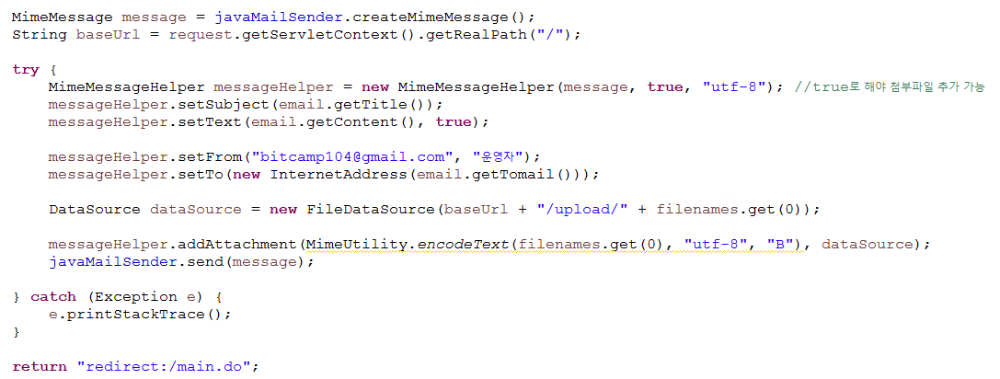 MimeMessage message = javaMailSender.createMimeMessage();
String baseUrl = request.getServletContext().getRealPath("/");
try {
MimeMessageHelper messageHelper = new MimeMessageHelper(message, true, "utf-8"); //true로 해야 첨부파일 추가 가능
messageHelper.setSubject(email.getTitle());
messageHelper.setText(email.getContent(), true);
messageHelper.setFrom("bitcamp104@gmail.com", "운영자");
messageHelper.setTo(new InternetAddress(email.getTomail()));
DataSource dataSource = new FileDataSource(baseUrl + "/upload/" + filenames.get(0));
messageHelper.addAttachment(MimeUtility.encodeText(filenames.get(0), "utf-8", "B"), dataSource);
javaMailSender.send(message);
} catch (Exception e) {
e.printStackTrace();
}
return "redirect:/main.do";